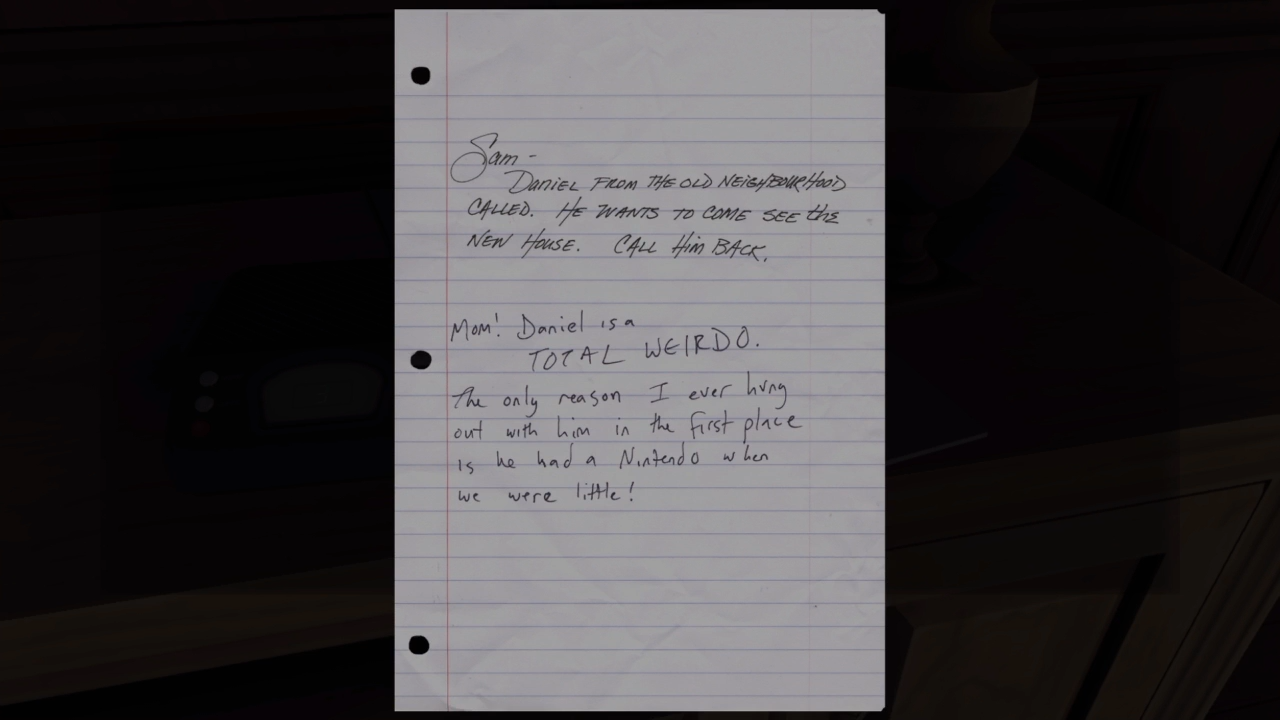 Sam -
DANIEL FROM THE OLD NEIGHBOURHOOD
CALLED. HE WANTS TO COME SEE the
NEW HOUSE. CALL HIM BACK.
Mom! Daniel is a
TOTAL WEIRDO.
The only reason I ever hung
out with him in the first place
is he had a Nintendo when
we were little!